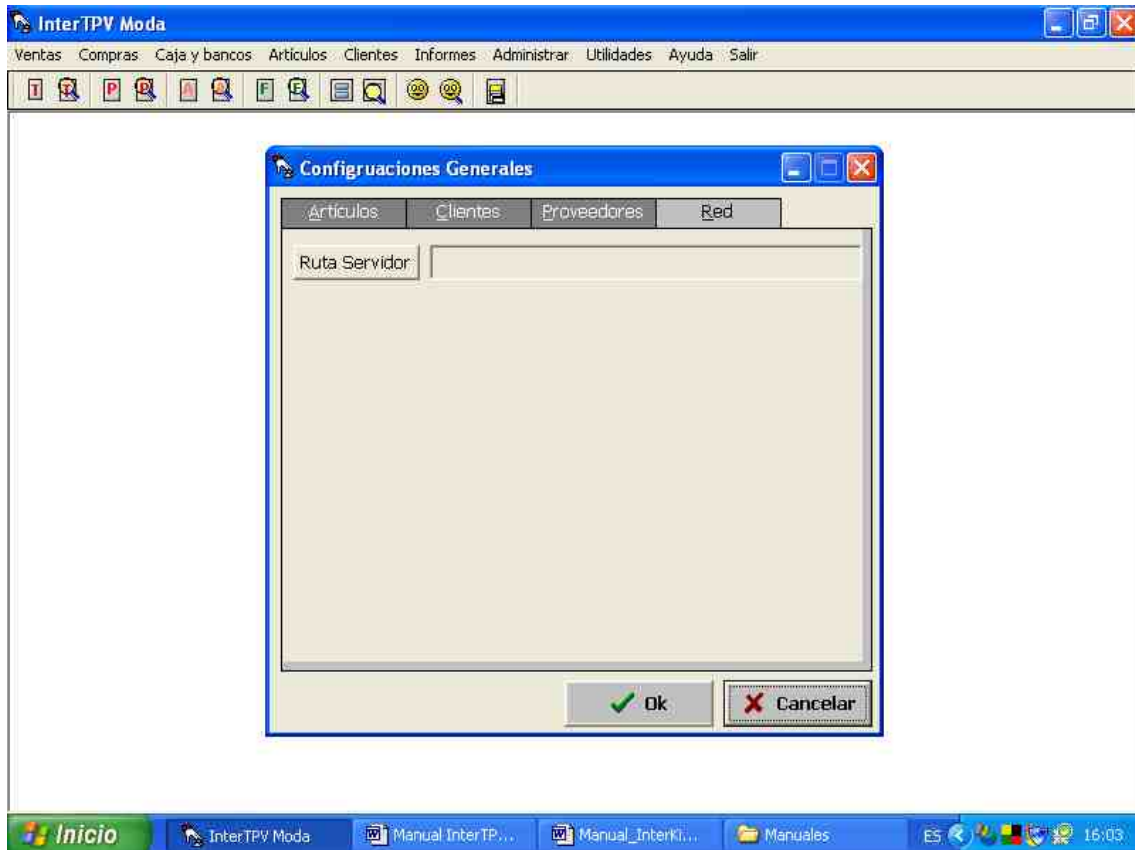 InterTPV Moda
Ventas Compras Caja y bancos Artículos Clientes Informes Administrar Utilidades Ayuda Salir
T T P P A A F F
Configruaciones Generales
Artículos Clientes Proveedores Red
Ruta Servidor
Ok Cancelar
Inicio InterTPV Moda Manual InterTP... Manual_InterKi... Manuales ES 16:03